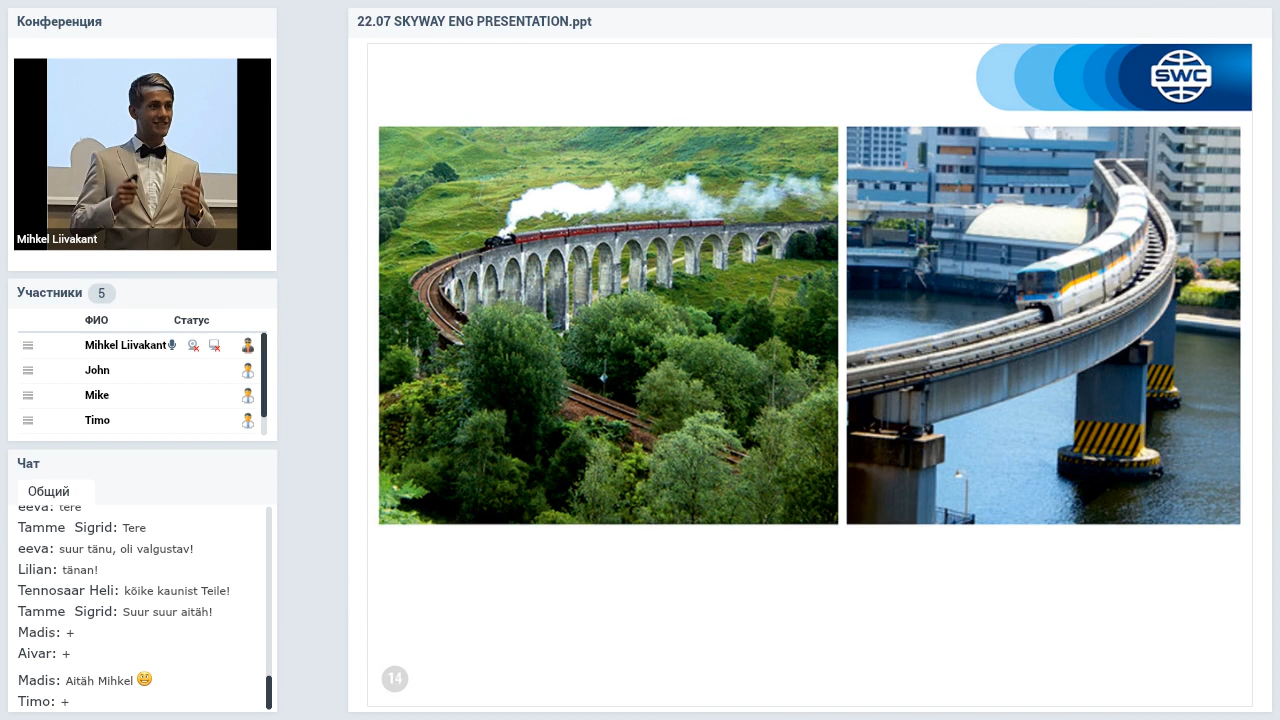 Конференция
Mihkel Liivakant
Участники 5
ФИО Статус
Mihkel Liivakant
John
Mike
Timo
Чат
Общий
eeva: tere
Tamme Sigrid: Tere
eeva: suur tänu, oli valgustav!
Lilian: tänan!
Tennosaar Heli: kõike kaunist Teile!
Tamme Sigrid: Suur suur aitäh!
Madis: +
Aivar: +
Madis: Aitäh Mihkel
Timo: +
22.07 SKYWAY ENG PRESENTATION.ppt
SWC
14